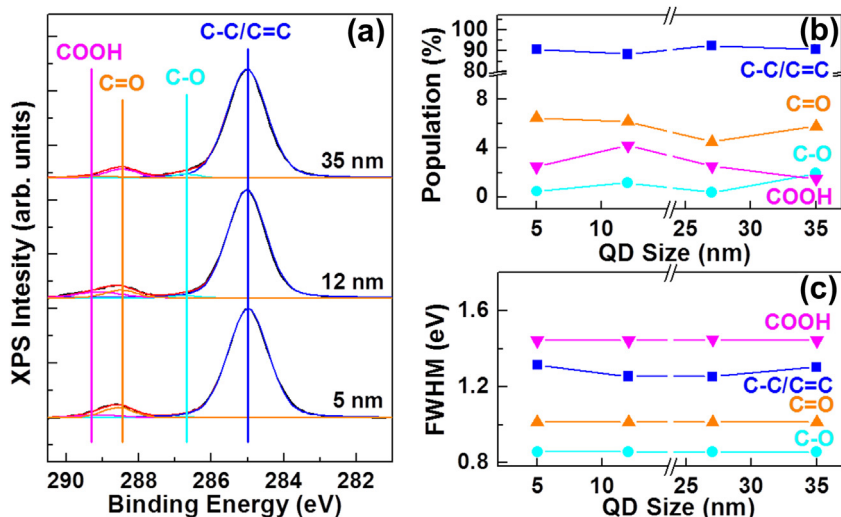 (a)
COOH
C=O
C-O
C-C/C=C
35 nm
12 nm
5 nm
XPS Intesity (arb. units)
290 288 286 284 282
Binding Energy (eV)
(b)
100
90
80
8
4
0
Population (%)
C-C/C=C
C=O
C-O
COOH
5 10 25 30 35
QD Size (nm)
(c)
1.6
1.2
0.8
FWHM (eV)
COOH
C-C/C=C
C=O
C-O
5 10 25 30 35
QD Size (nm)